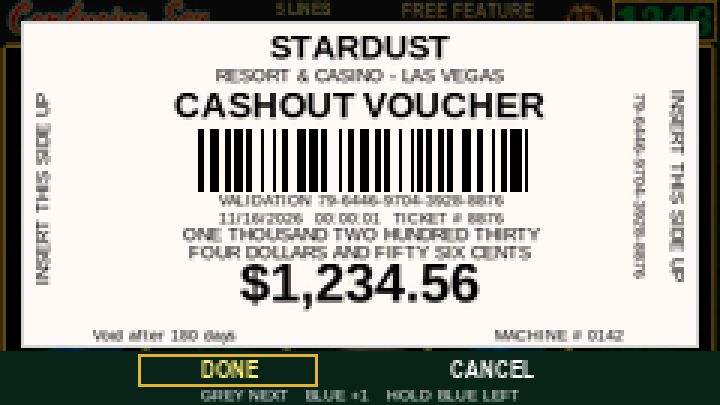 5 LINES
FREE FEATURE
1246
STARDUST
RESORT & CASINO - LAS VEGAS
CASHOUT VOUCHER
INSERT THIS SIDE UP
VALIDATION 79-6446-9704-3928-8876
11/16/2026 00:00:01 TICKET # 8876
ONE THOUSAND TWO HUNDRED THIRTY
FOUR DOLLARS AND FIFTY SIX CENTS
$1,234.56
79-6446-9704-3928-8876
INSERT THIS SIDE UP
Void after 180 days
MACHINE # 0142
DONE
CANCEL
GREY NEXT BLUE +1 HOLD BLUE LEFT